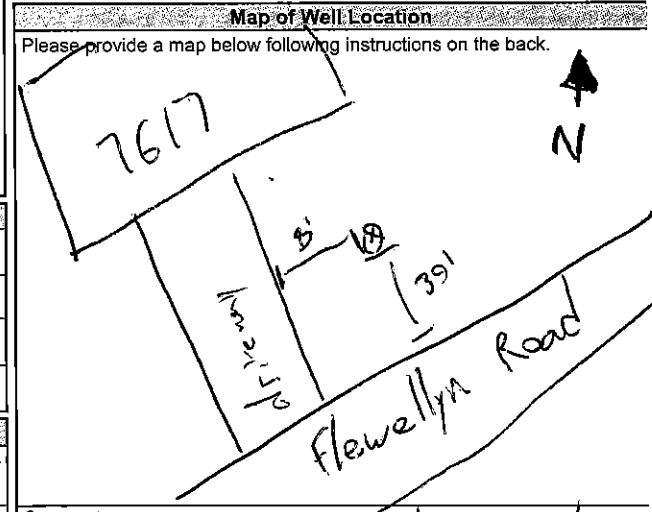 Map of Well Location
Please provide a map below following instructions on the back.
N
7617
8'
39'
driveway
Flewellyn Road